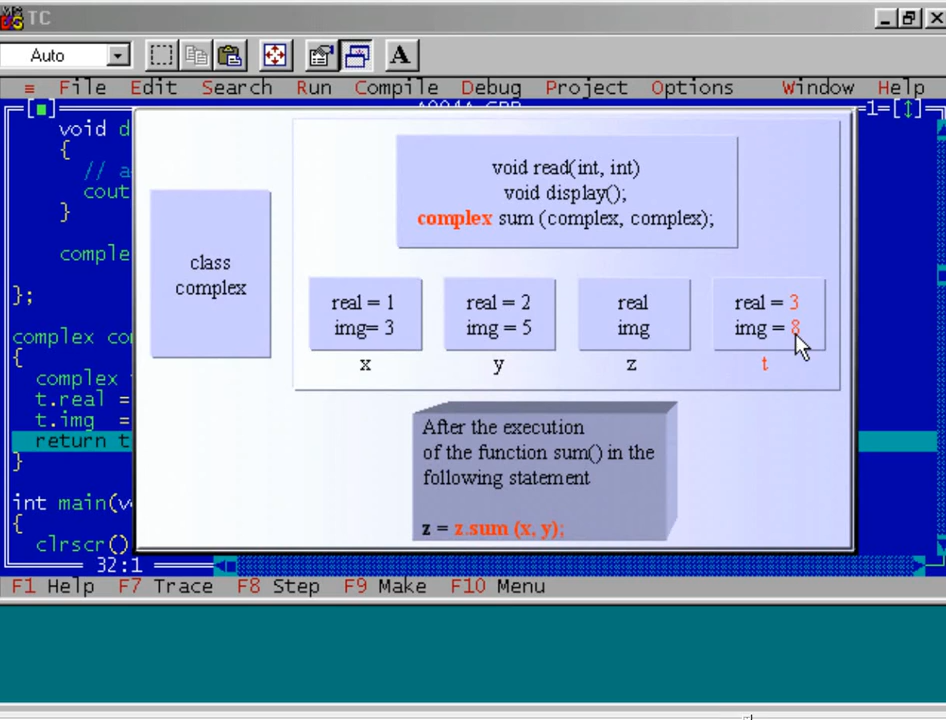 TC
Auto
A
≡ File Edit Search Run Compile Debug Project Options Window Help
1=[↕]
void d
{
// a
cout
}
comple
};
complex co
{
complex
t.real =
t.img =
return t
}
int main(v
{
clrscr()
32:1
void read(int, int)
void display();
complex sum (complex, complex);
class
complex
real = 1
img= 3
x
real = 2
img = 5
y
real
img
z
real = 3
img = 8
t
After the execution
of the function sum() in the
following statement
z = z.sum (x, y);
F1 Help F7 Trace F8 Step F9 Make F10 Menu